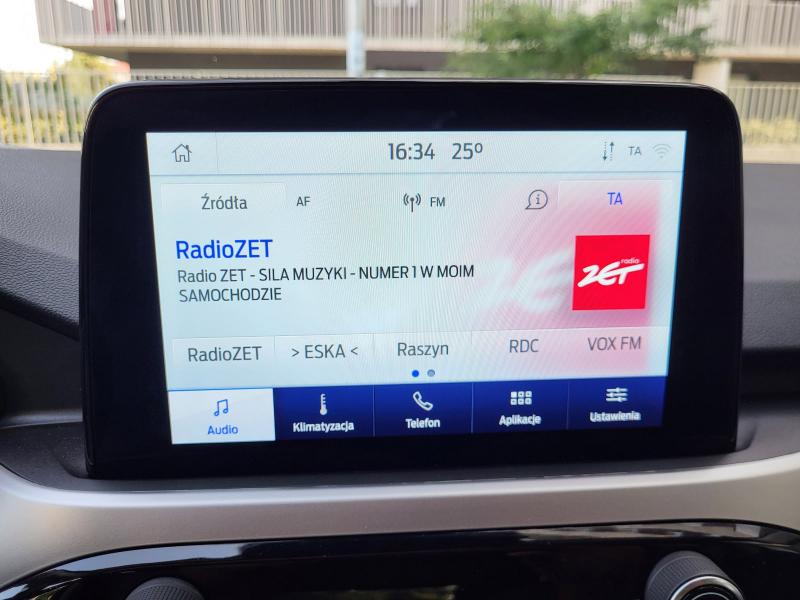 16:34 25º TA
Źródła AF FM TA
RadioZET
Radio ZET - SILA MUZYKI - NUMER 1 W MOIM
SAMOCHODZIE
radio
ZET
RadioZET > ESKA < Raszyn RDC VOX FM
Audio Klimatyzacja Telefon Aplikacje Ustawienia